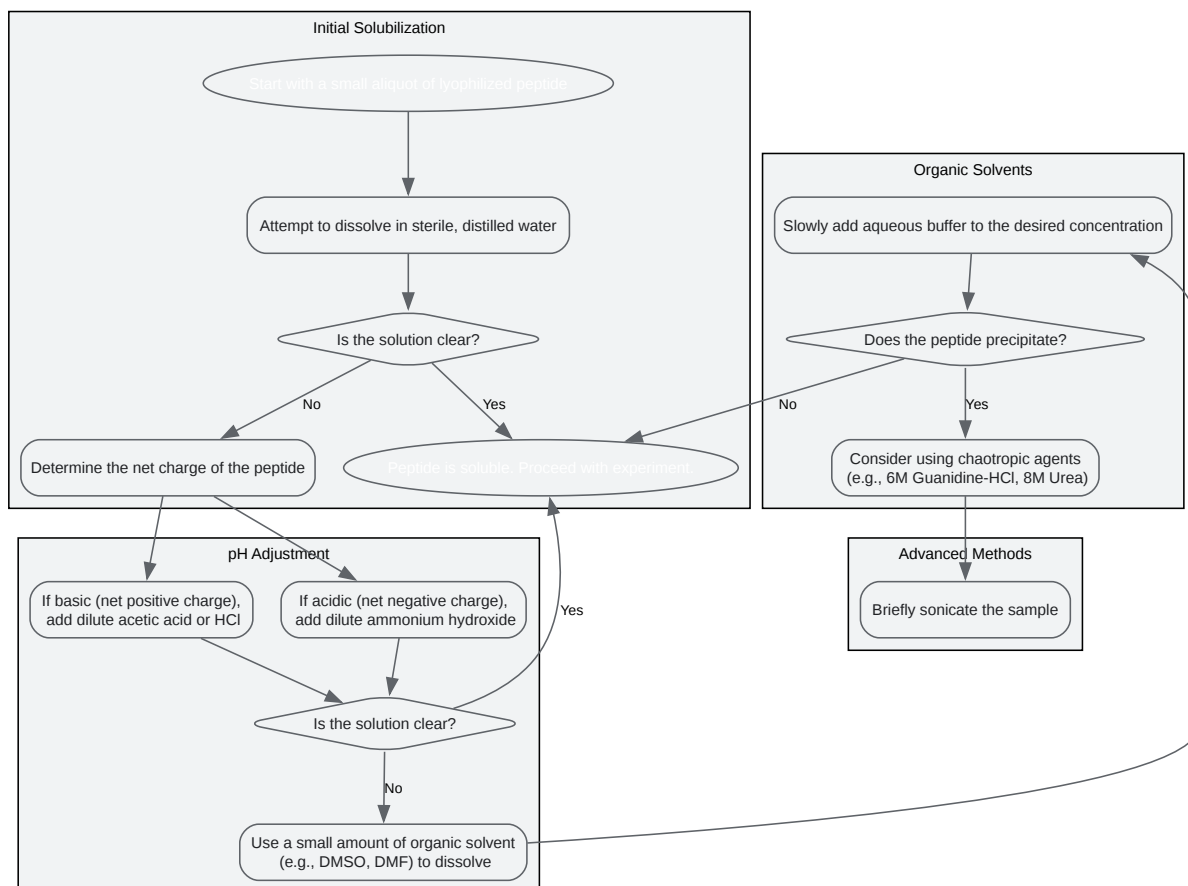 Initial Solubilization
Start with a small aliquot of lyophilized peptide
Attempt to dissolve in sterile, distilled water
Is the solution clear?
No
Yes
Determine the net charge of the peptide
Peptide is soluble. Proceed with experiment.
Organic Solvents
Slowly add aqueous buffer to the desired concentration
Does the peptide precipitate?
No
Yes
Consider using chaotropic agents
(e.g., 6M Guanidine-HCl, 8M Urea)
pH Adjustment
If basic (net positive charge),
add dilute acetic acid or HCl
If acidic (net negative charge),
add dilute ammonium hydroxide
Yes
Is the solution clear?
No
Use a small amount of organic solvent
(e.g., DMSO, DMF) to dissolve
Advanced Methods
Briefly sonicate the sample